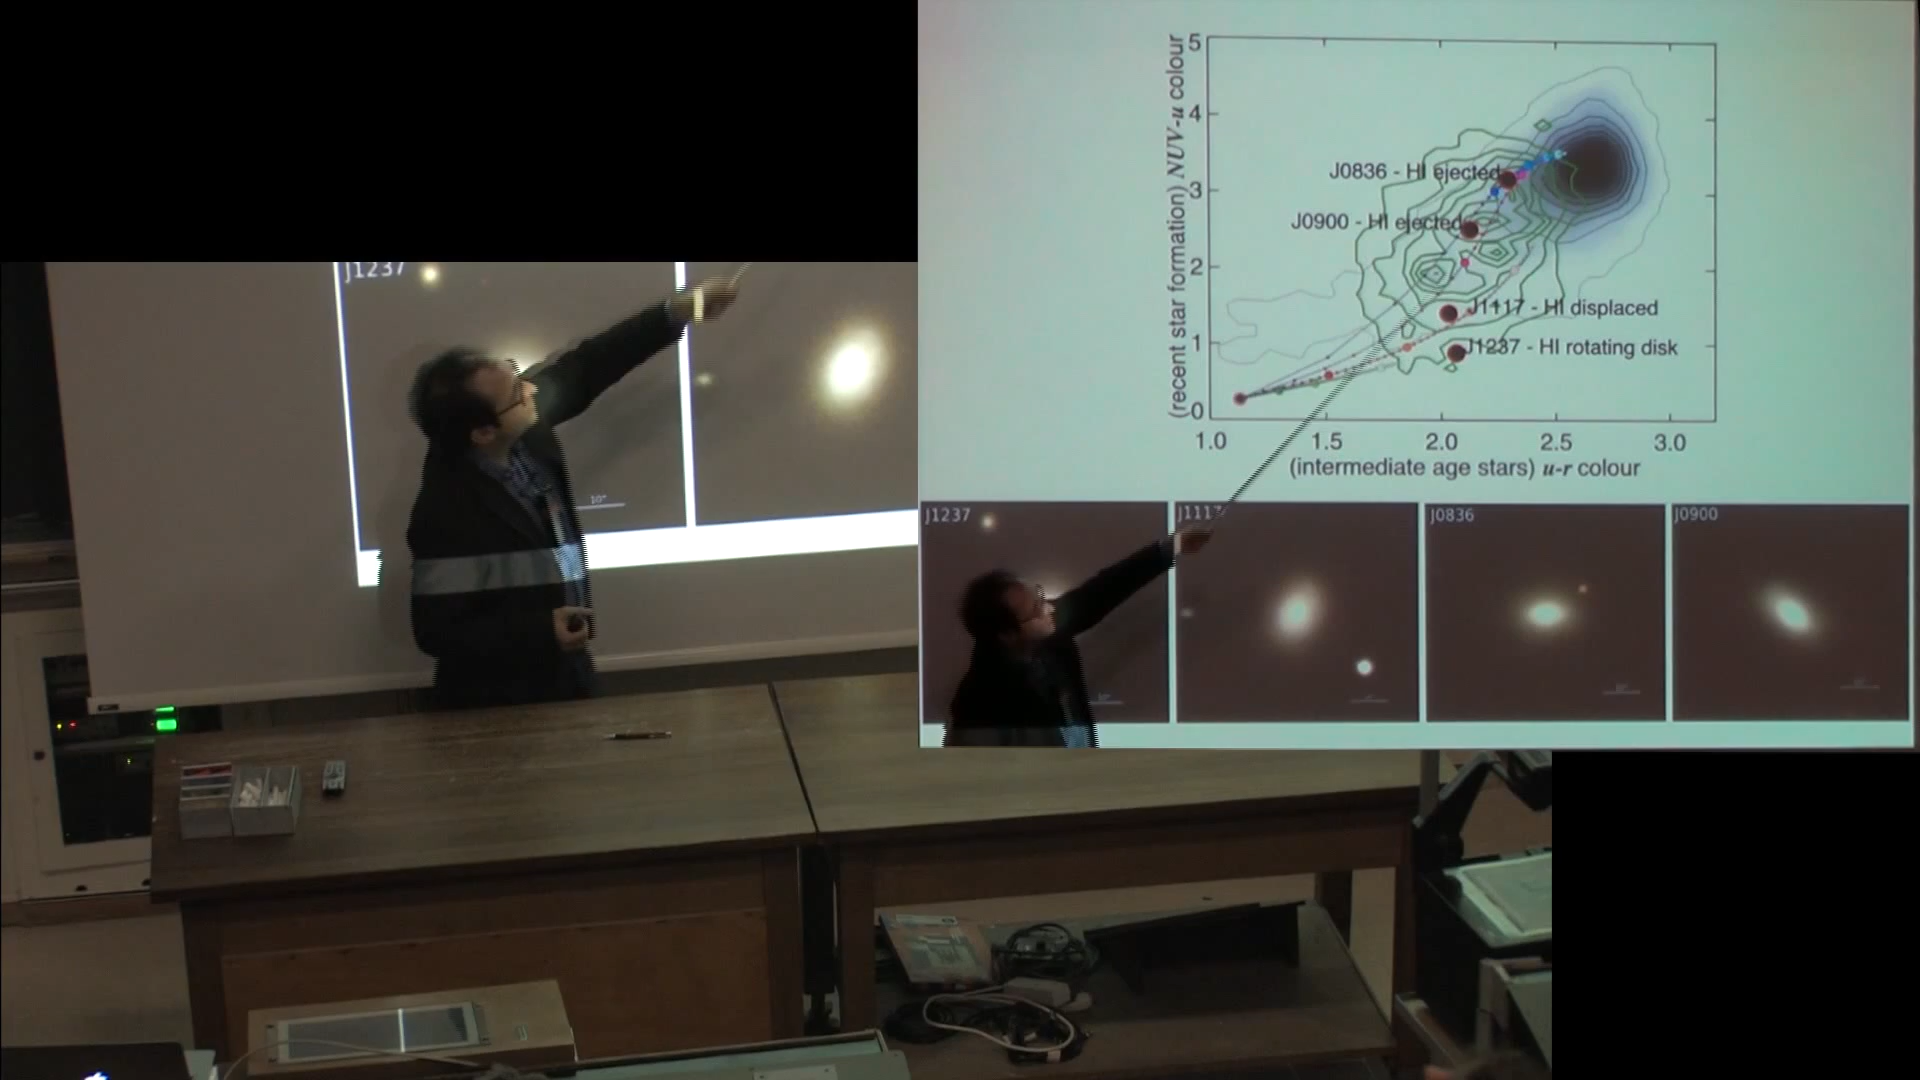 J1237
10"
5
4
3
2
1
0
(recent star formation) NUV-u colour
J0836 - HI ejected
J0900 - HI ejected
J1117 - HI displaced
J1237 - HI rotating disk
1.0 1.5 2.0 2.5 3.0
(intermediate age stars) u-r colour
J1237
J1117
J0836
J0900